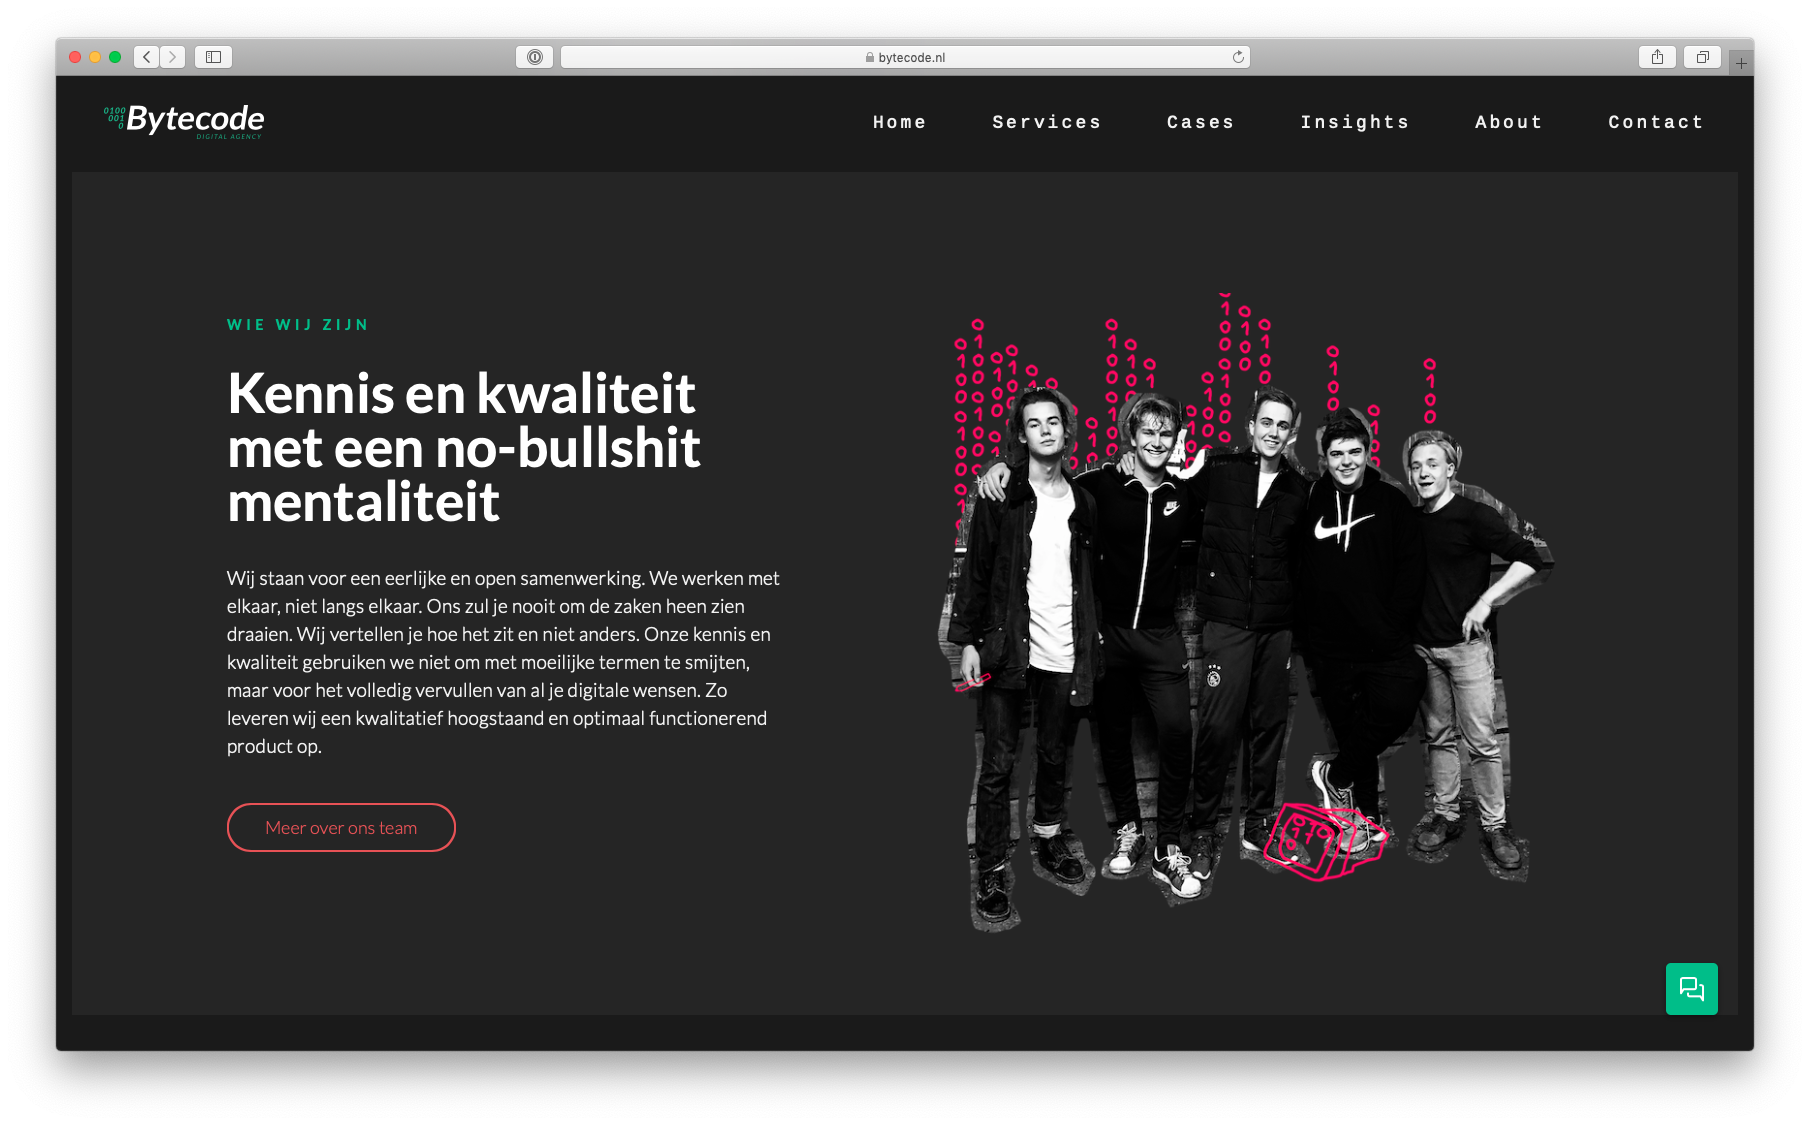 bytecode.nl
0100
001
0
Bytecode
DIGITAL AGENCY
Home Services Cases Insights About Contact
WIE WIJ ZIJN
Kennis en kwaliteit
met een no-bullshit
mentaliteit
Wij staan voor een eerlijke en open samenwerking. We werken met
elkaar, niet langs elkaar. Ons zul je nooit om de zaken heen zien
draaien. Wij vertellen je hoe het zit en niet anders. Onze kennis en
kwaliteit gebruiken we niet om met moeilijke termen te smijten,
maar voor het volledig vervullen van al je digitale wensen. Zo
leveren wij een kwalitatief hoogstaand en optimaal functionerend
product op.
Meer over ons team